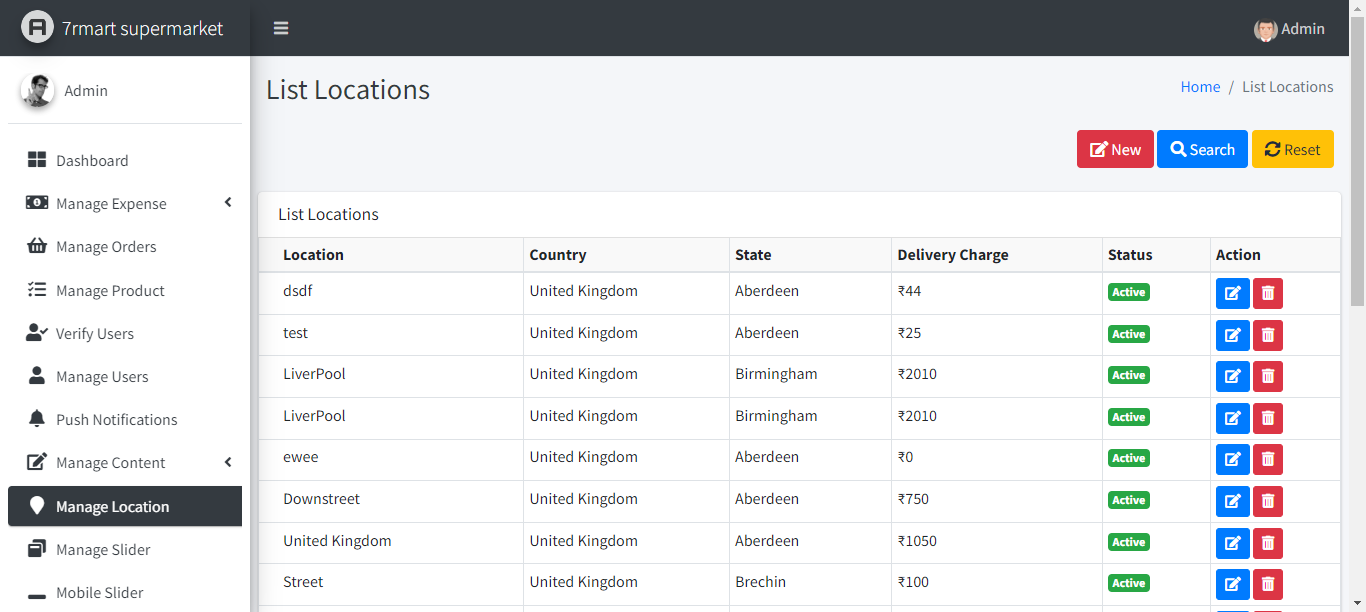 7rmart supermarket
Admin
Admin
List Locations
Home / List Locations
New Search Reset
Dashboard
Manage Expense
Manage Orders
Manage Product
Verify Users
Manage Users
Push Notifications
Manage Content
Manage Location
Manage Slider
Mobile Slider
List Locations
Location Country State Delivery Charge Status Action
dsdf United Kingdom Aberdeen ₹44 Active
test United Kingdom Aberdeen ₹25 Active
LiverPool United Kingdom Birmingham ₹2010 Active
LiverPool United Kingdom Birmingham ₹2010 Active
ewee United Kingdom Aberdeen ₹0 Active
Downstreet United Kingdom Aberdeen ₹750 Active
United Kingdom United Kingdom Aberdeen ₹1050 Active
Street United Kingdom Brechin ₹100 Active